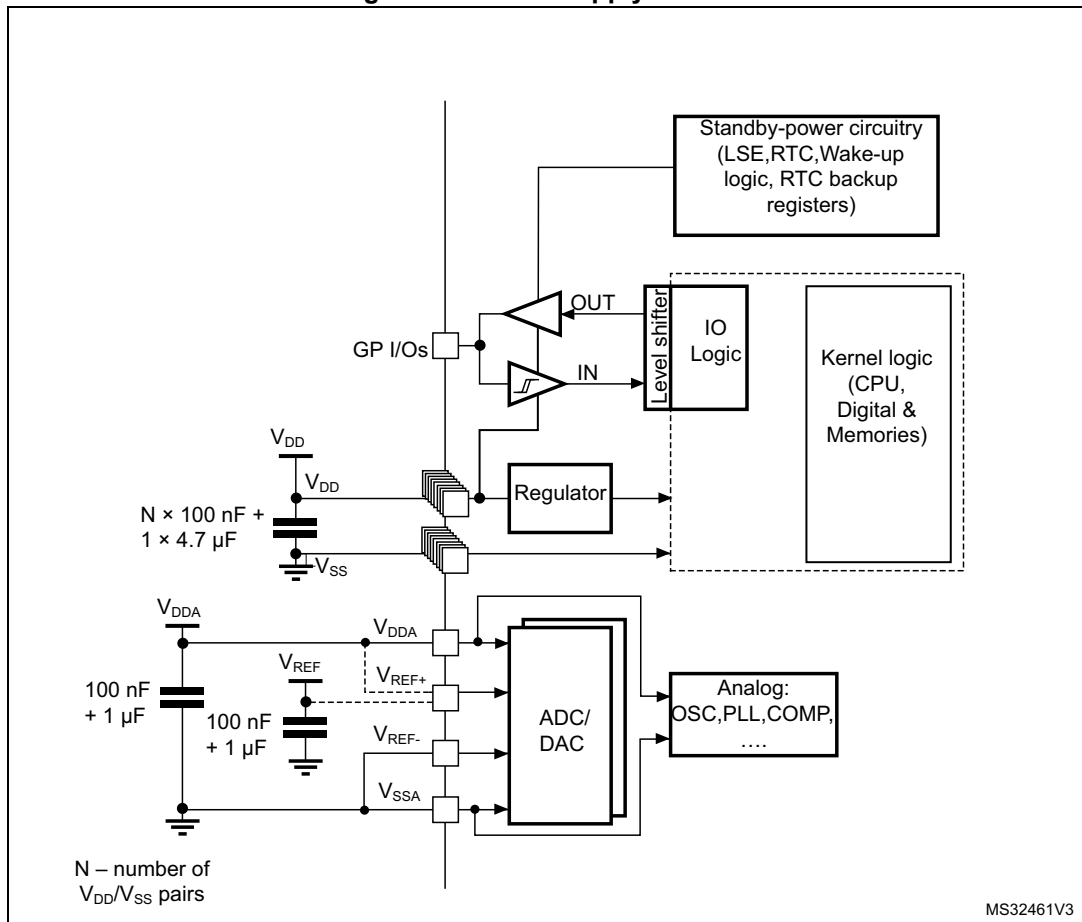 Standby-power circuitry
(LSE,RTC,Wake-up
logic, RTC backup
registers)
OUT
Level shifter
IO
Logic
GP I/Os
IN
Kernel logic
(CPU,
Digital &
Memories)
VDD
VDD
Regulator
N × 100 nF +
1 × 4.7 µF
VSS
VDDA
VDDA
VREF
VREF+
100 nF
+ 1 µF
100 nF
+ 1 µF
ADC/
DAC
Analog:
OSC,PLL,COMP,
....
VREF-
VSSA
N – number of
VDD/VSS pairs
MS32461V3